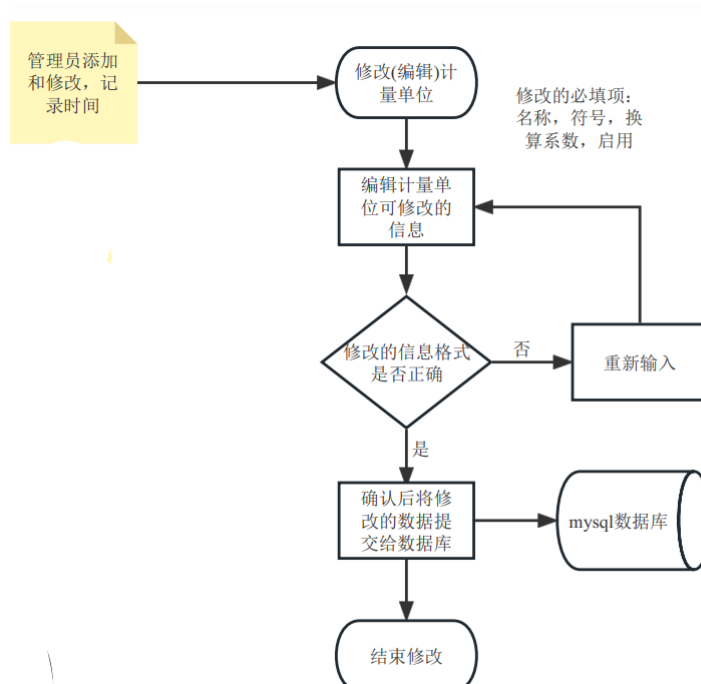 管理员添加
和修改，记
录时间
修改(编辑)计
量单位
修改的必填项：
名称，符号，换
算系数，启用
编辑计量单
位可修改的
信息
修改的信息格式
是否正确
否
重新输入
是
确认后将修
改的数据提
交给数据库
mysql数据库
结束修改